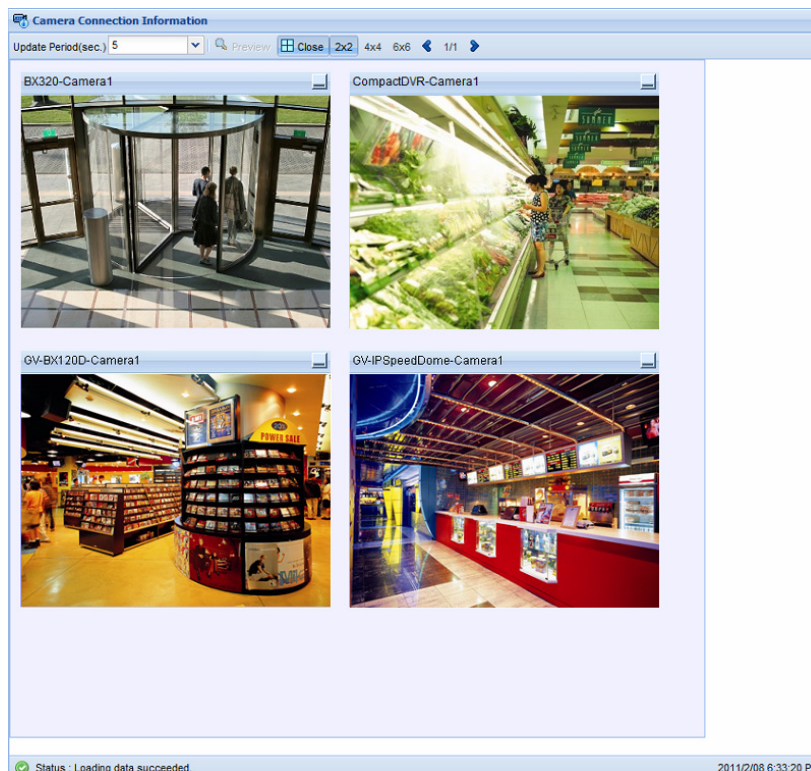 Camera Connection Information
Update Period(sec.) 5 Preview Close 2x2 4x4 6x6 1/1
BX320-Camera1
CompactDVR-Camera1
SUMMER
GV-BX120D-Camera1
GV-IPSpeedDome-Camera1
POWER SALE
Status : Loading data succeeded
2011/2/08 6:33:20 P